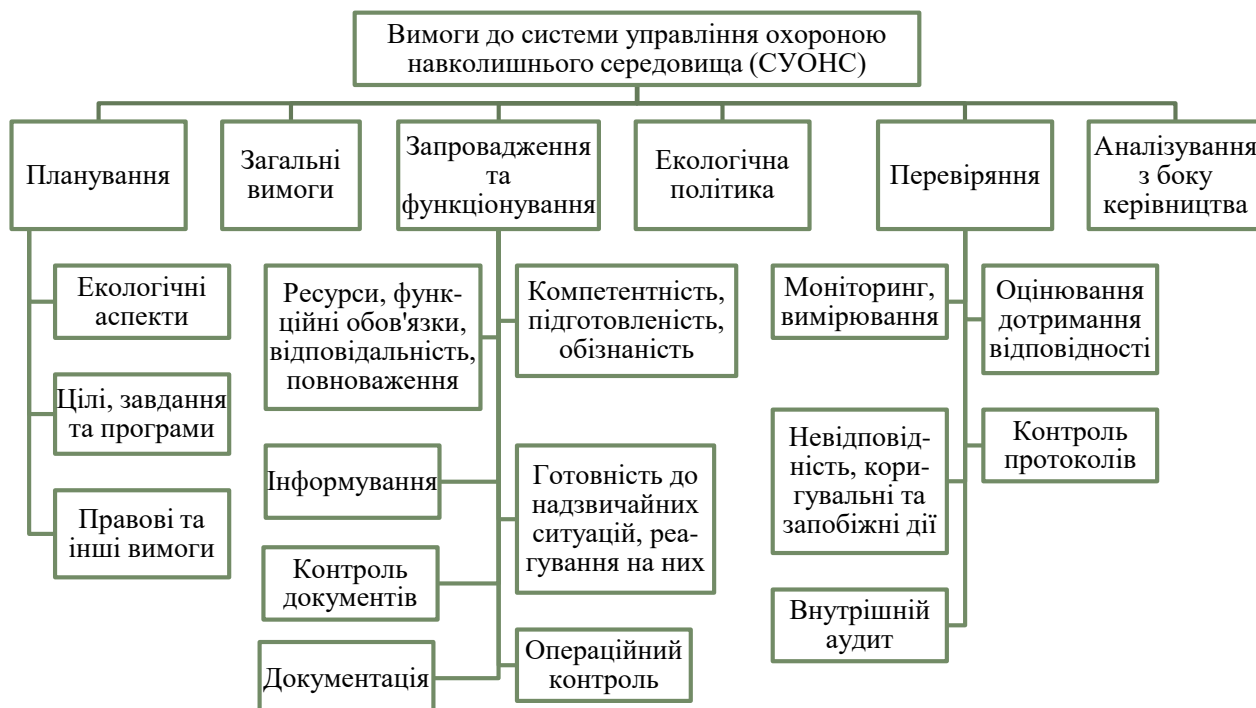 Вимоги до системи управління охороною
навколишнього середовища (СУОНС)
Планування
Загальні
вимоги
Запровадження
та
функціонування
Екологічна
політика
Перевіряння
Аналізування
з боку
керівництва
Екологічні
аспекти
Цілі, завдання
та програми
Правові та
інші вимоги
Ресурси, функ-
ційні обов'язки,
відповідальність,
повноваження
Компетентність,
підготовленість,
обізнаність
Інформування
Готовність до
надзвичайних
ситуацій, реа-
гування на них
Контроль
документів
Документація
Операційний
контроль
Моніторинг,
вимірювання
Оцінювання
дотримання
відповідності
Невідповід-
ність, кори-
гувальні та
запобіжні дії
Контроль
протоколів
Внутрішній
аудит